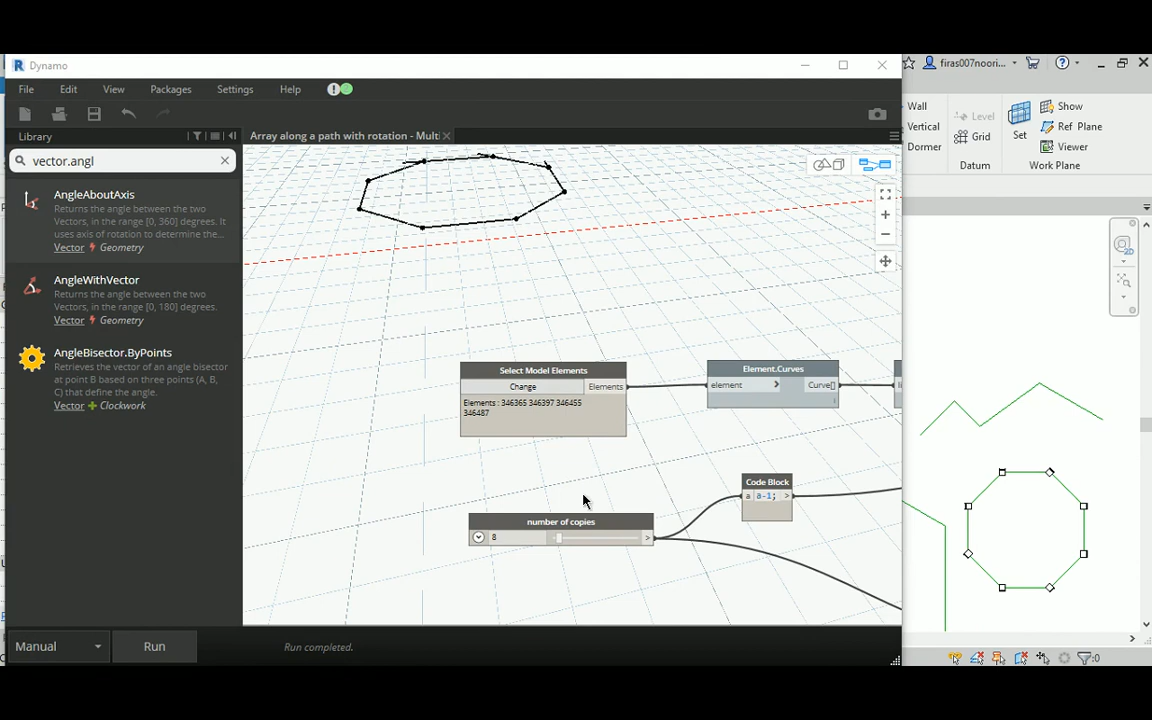 Dynamo
firas007noori...
File Edit View Packages Settings Help
Wall
Vertical
Dormer
Level
Grid
Datum
Set
Show
Ref Plane
Viewer
Work Plane
Library
Array along a path with rotation - Multi
vector.angl
AngleAboutAxis
Returns the angle between the two
Vectors, in the range [0, 360] degrees. It
uses axis of rotation to determine the...
Vector Geometry
AngleWithVector
Returns the angle between the two
Vectors, in the range [0, 180] degrees.
Vector Geometry
AngleBisector.ByPoints
Retrieves the vector of an angle bisector
at point B based on three points (A, B,
C) that define the angle.
Vector Clockwork
Select Model Elements
Change Elements
Elements : 346365 346397 346455
346487
Element.Curves
element > Curve[]
Code Block
a a-1; >
number of copies
8 >
2D
Manual Run Run completed.
:0